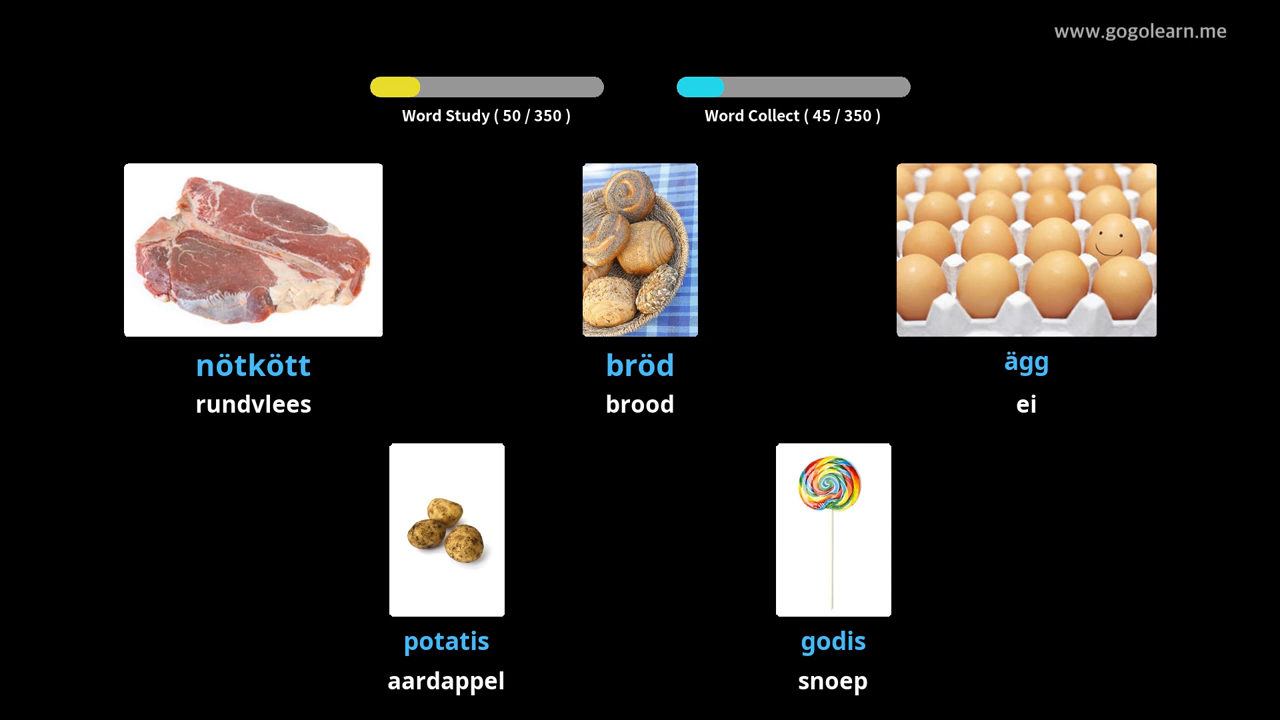 www.gogolearn.me
Word Study ( 50 / 350 )
Word Collect ( 45 / 350 )
nötkött
bröd
ägg
rundvlees
brood
ei
potatis
godis
aardappel
snoep